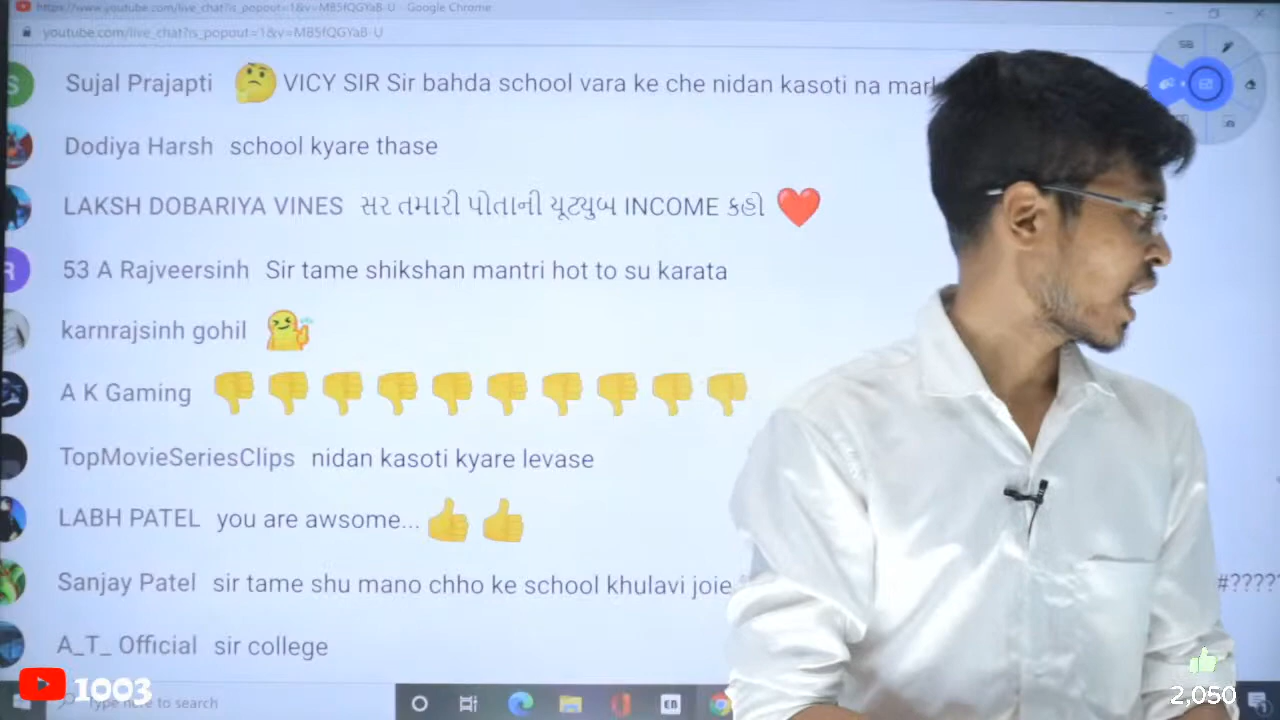 https://www.youtube.com/live_chat?is_popout=1&v=MB5fQGYaB-U - Google Chrome
youtube.com/live_chat?is_popout=1&v=MB5fQGYaB-U
SB
S Sujal Prajapti 🤔 VICY SIR Sir bahda school vara ke che nidan kasoti na
Dodiya Harsh school kyare thase
LAKSH DOBARIYA VINES સર તમારી પોતાની યૂટ્યુબ INCOME કહો ❤️
R 53 A Rajveersinh Sir tame shikshan mantri hot to su karata
karnrajsinh gohil
A K Gaming 👎👎👎👎👎👎👎👎👎👎
TopMovieSeriesClips nidan kasoti kyare levase
LABH PATEL you are awsome... 👍👍
Sanjay Patel sir tame shu mano chho ke school khulavi joie #????
A_T_ Official sir college
1003
Type here to search
EB
2,050